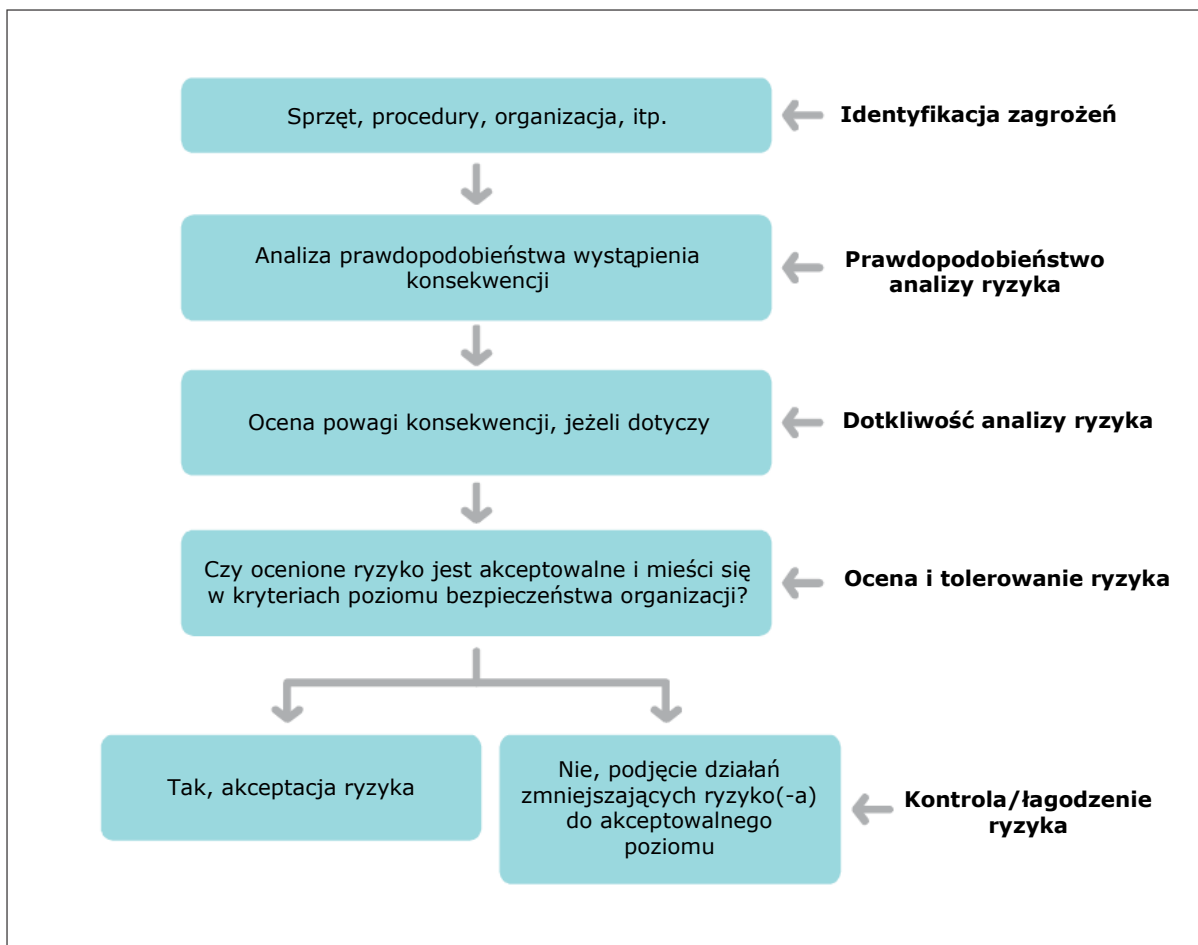 Sprzęt, procedury, organizacja, itp.
Identyfikacja zagrożeń
Analiza prawdopodobieństwa wystąpienia
konsekwencji
Prawdopodobieństwo
analizy ryzyka
Ocena powagi konsekwencji, jeżeli dotyczy
Dotkliwość analizy ryzyka
Czy ocenione ryzyko jest akceptowalne i mieści się
w kryteriach poziomu bezpieczeństwa organizacji?
Ocena i tolerowanie ryzyka
Tak, akceptacja ryzyka
Nie, podjęcie działań
zmniejszających ryzyko(-a)
do akceptowalnego
poziomu
Kontrola/łagodzenie
ryzyka